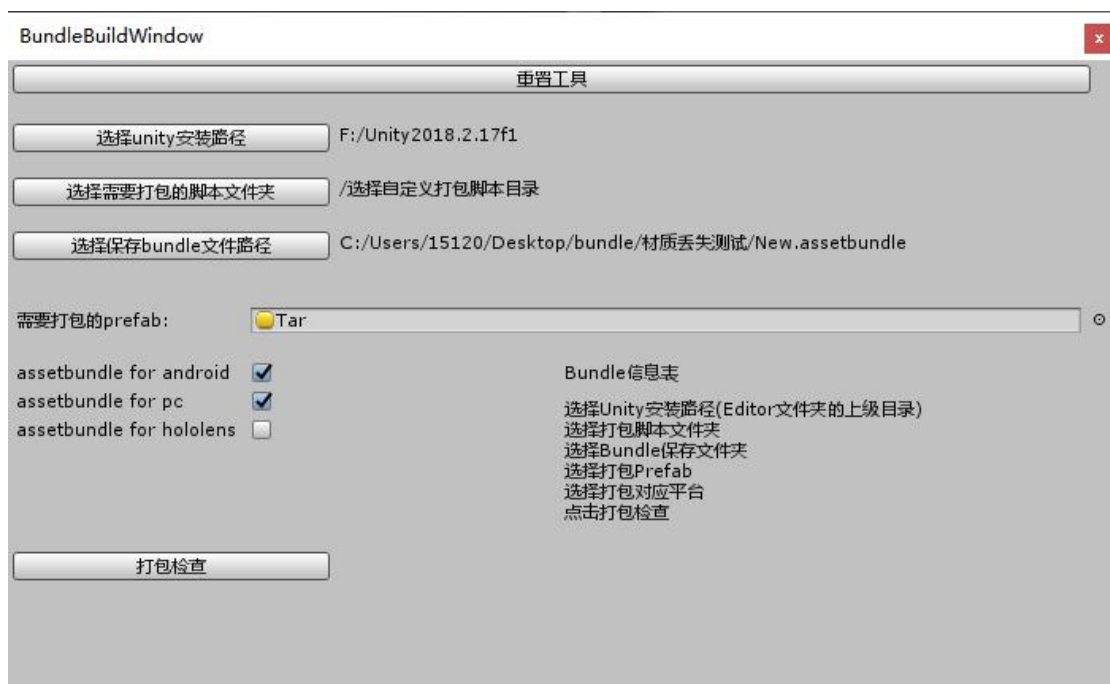 BundleBuildWindow
x
重置工具
选择unity安装路径 F:/Unity2018.2.17f1
选择需要打包的脚本文件夹 /选择自定义打包脚本目录
选择保存bundle文件路径 C:/Users/15120/Desktop/bundle/材质丢失测试/New.assetbundle
需要打包的prefab: Tar
assetbundle for android
assetbundle for pc
assetbundle for hololens
Bundle信息表
选择Unity安装路径(Editor文件夹的上级目录)
选择打包脚本文件夹
选择Bundle保存文件夹
选择打包Prefab
选择打包对应平台
点击打包检查
打包检查